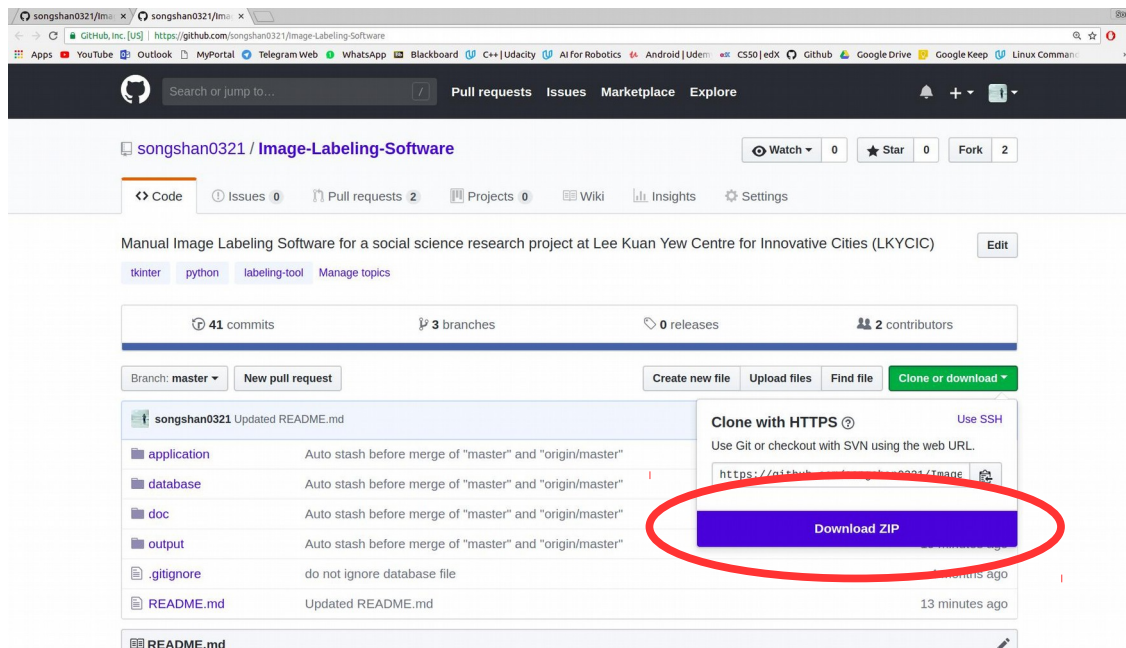 songshan0321/Ima × songshan0321/Ima ×
GitHub, Inc. [US] | https://github.com/songshan0321/Image-Labeling-Software
Apps YouTube Outlook MyPortal Telegram Web WhatsApp Blackboard C++ | Udacity AI for Robotics Android | Udem CS50 | edX Github Google Drive Google Keep Linux Comman
Search or jump to... / Pull requests Issues Marketplace Explore
songshan0321 / Image-Labeling-Software Watch 0 Star 0 Fork 2
Code Issues 0 Pull requests 2 Projects 0 Wiki Insights Settings
Manual Image Labeling Software for a social science research project at Lee Kuan Yew Centre for Innovative Cities (LKYCIC) Edit
tkinter python labeling-tool Manage topics
41 commits 3 branches 0 releases 2 contributors
Branch: master New pull request Create new file Upload files Find file Clone or download
songshan0321 Updated README.md
Clone with HTTPS Use SSH
Use Git or checkout with SVN using the web URL.
application Auto stash before merge of "master" and "origin/master"
database Auto stash before merge of "master" and "origin/master"
doc Auto stash before merge of "master" and "origin/master"
Download ZIP
output Auto stash before merge of "master" and "origin/master" minutes ago
.gitignore do not ignore database file months ago
README.md Updated README.md 13 minutes ago
README.md